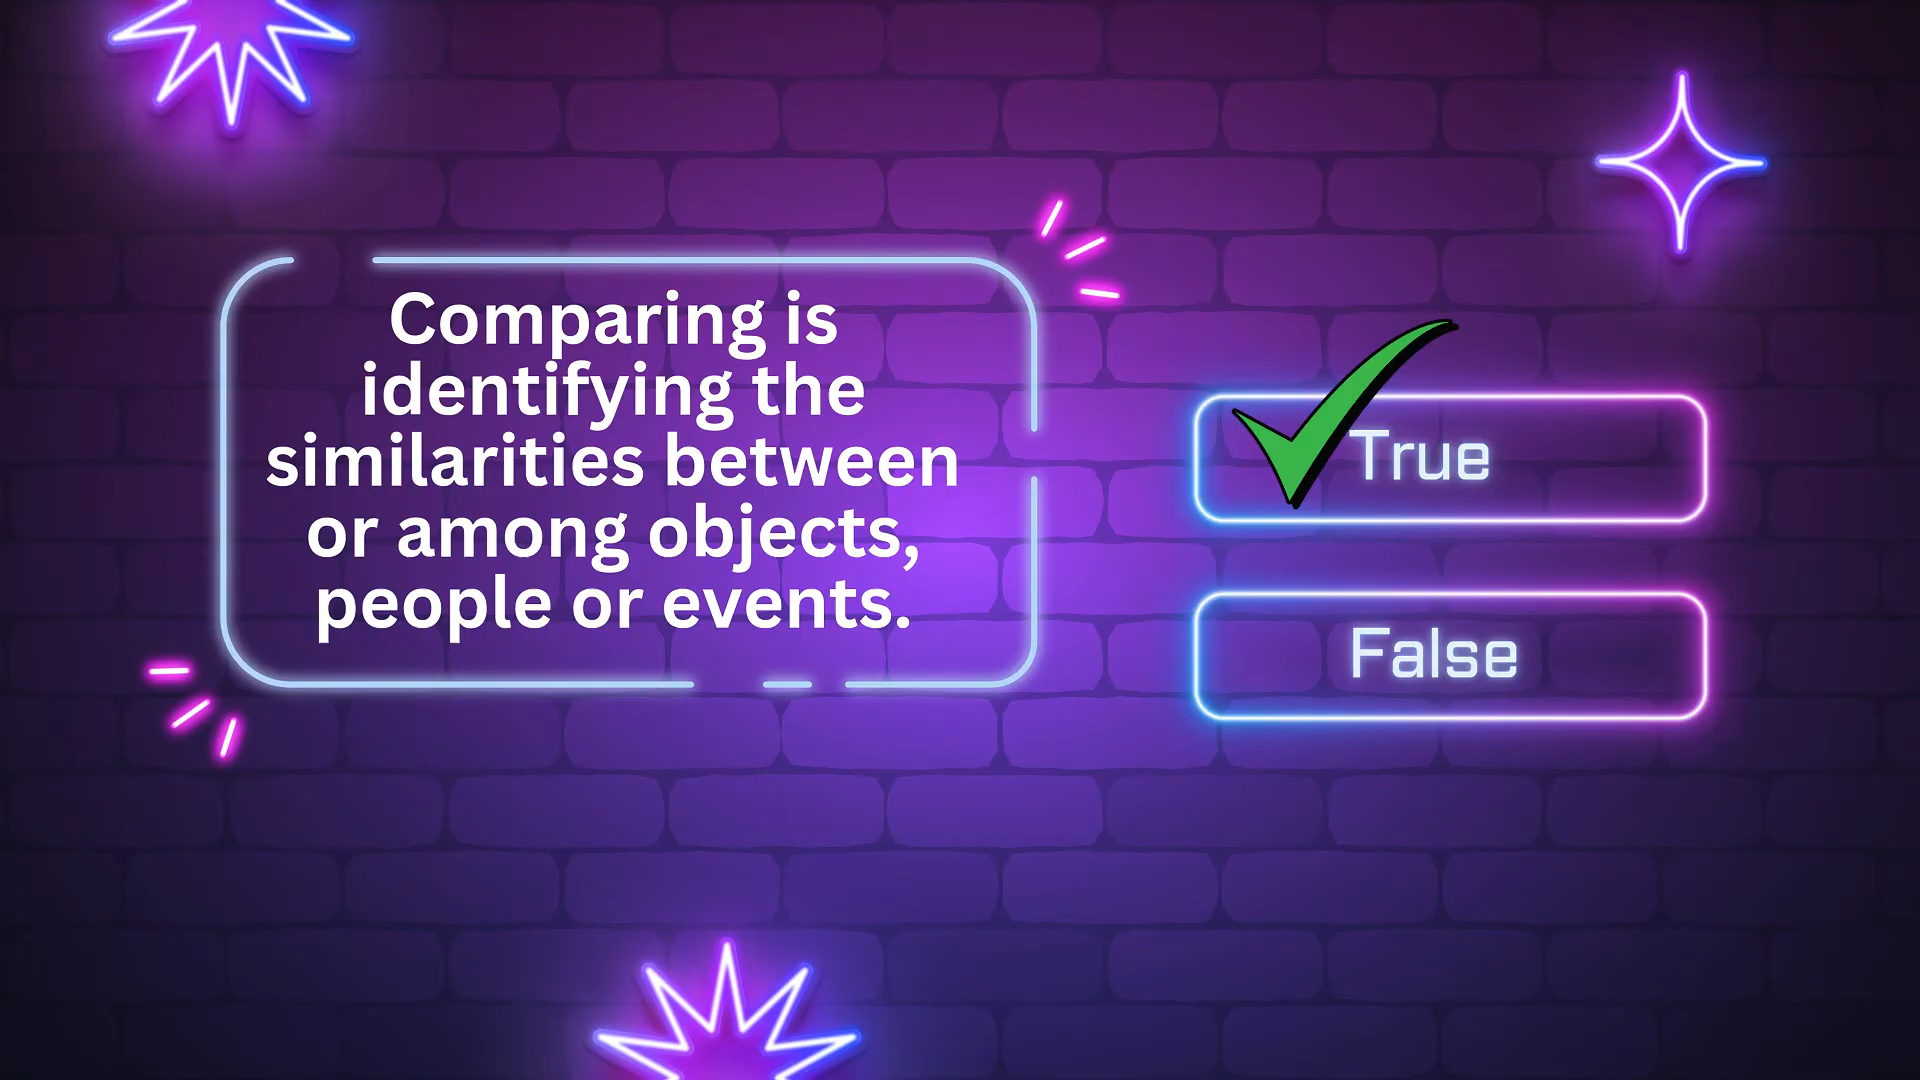 Comparing is
identifying the
similarities between
or among objects,
people or events.
True
False